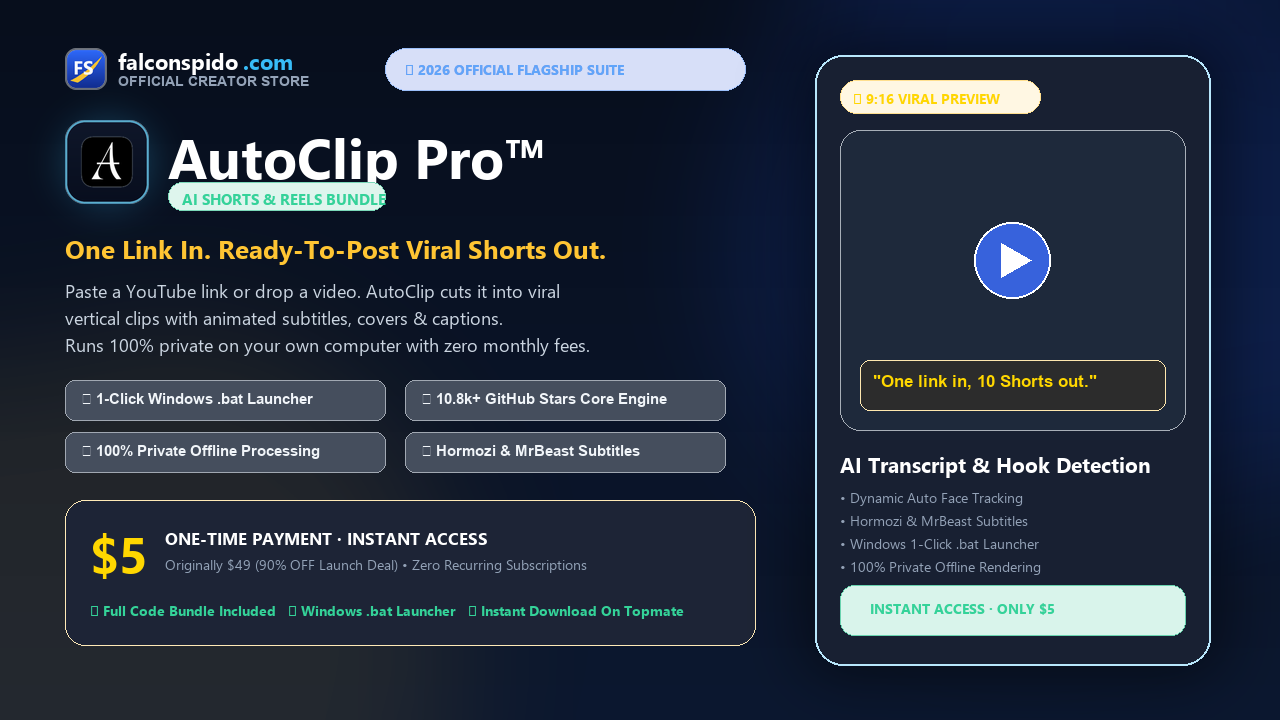 FS
falconspido.com
OFFICIAL CREATOR STORE
2026 OFFICIAL FLAGSHIP SUITE
A
AutoClip Pro™
AI SHORTS & REELS BUNDLE
One Link In. Ready-To-Post Viral Shorts Out.
Paste a YouTube link or drop a video. AutoClip cuts it into viral
vertical clips with animated subtitles, covers & captions.
Runs 100% private on your own computer with zero monthly fees.
1-Click Windows .bat Launcher
10.8k+ GitHub Stars Core Engine
100% Private Offline Processing
Hormozi & MrBeast Subtitles
$5
ONE-TIME PAYMENT · INSTANT ACCESS
Originally $49 (90% OFF Launch Deal) • Zero Recurring Subscriptions
Full Code Bundle Included Windows .bat Launcher Instant Download On Topmate
9:16 VIRAL PREVIEW
"One link in, 10 Shorts out."
AI Transcript & Hook Detection
• Dynamic Auto Face Tracking
• Hormozi & MrBeast Subtitles
• Windows 1-Click .bat Launcher
• 100% Private Offline Rendering
INSTANT ACCESS · ONLY $5